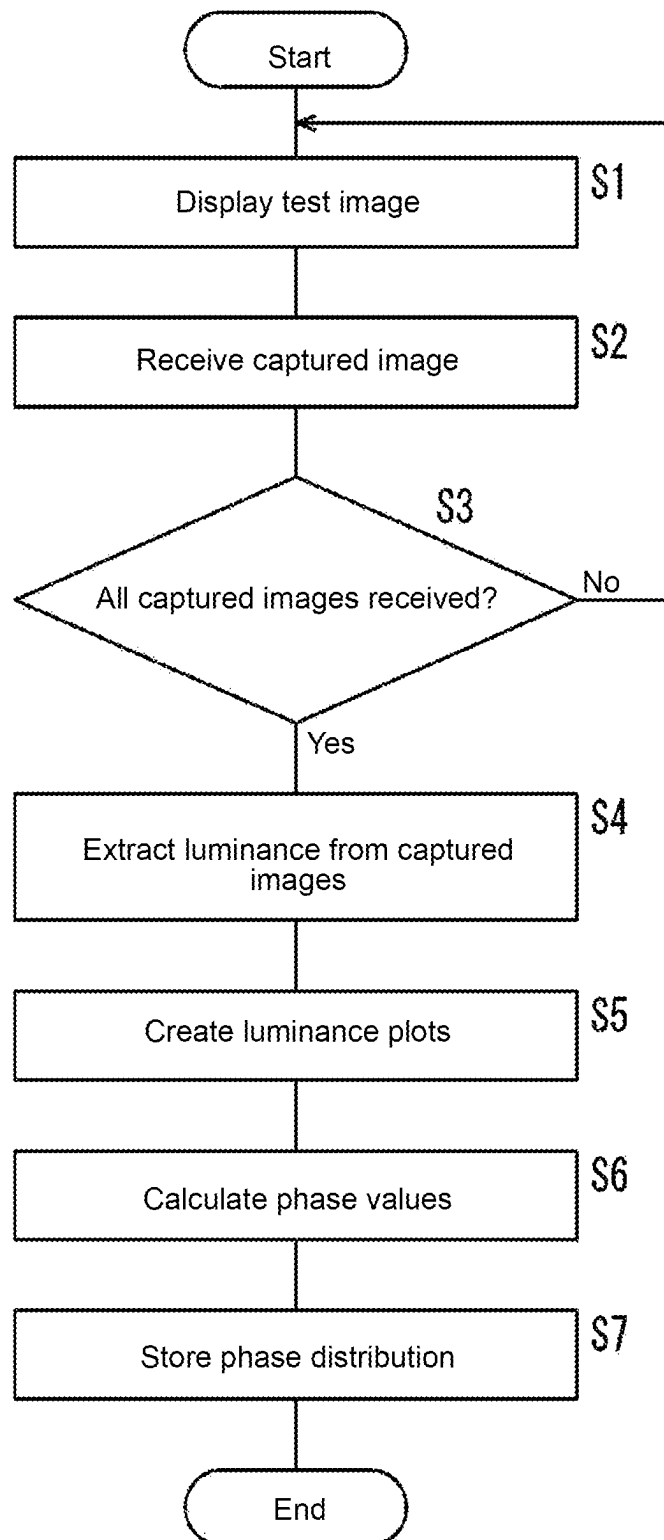 Start
Display test image
S1
Receive captured image
S2
S3
All captured images received?
No
Yes
Extract luminance from captured
images
S4
Create luminance plots
S5
Calculate phase values
S6
Store phase distribution
S7
End